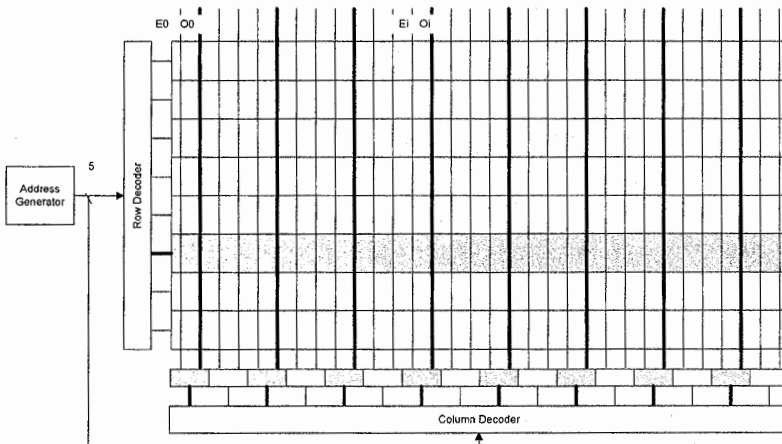 E0 O0 Ei Oi
5
Address
Generator
Row Decoder
Column Decoder